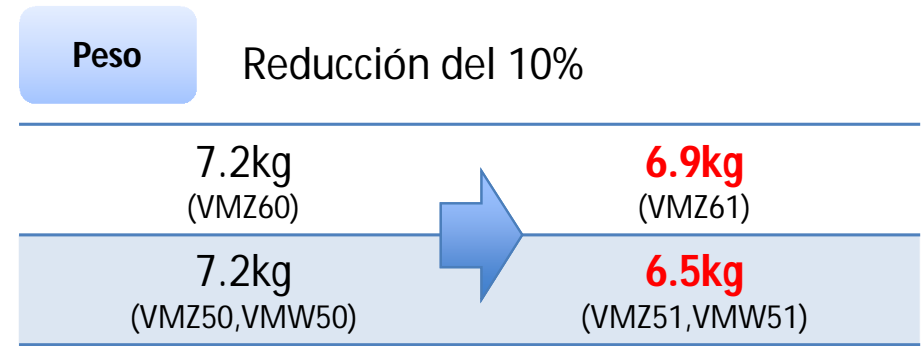 Peso
Reducción del 10%
7.2kg
(VMZ60)
6.9kg
(VMZ61)
7.2kg
(VMZ50,VMW50)
6.5kg
(VMZ51,VMW51)